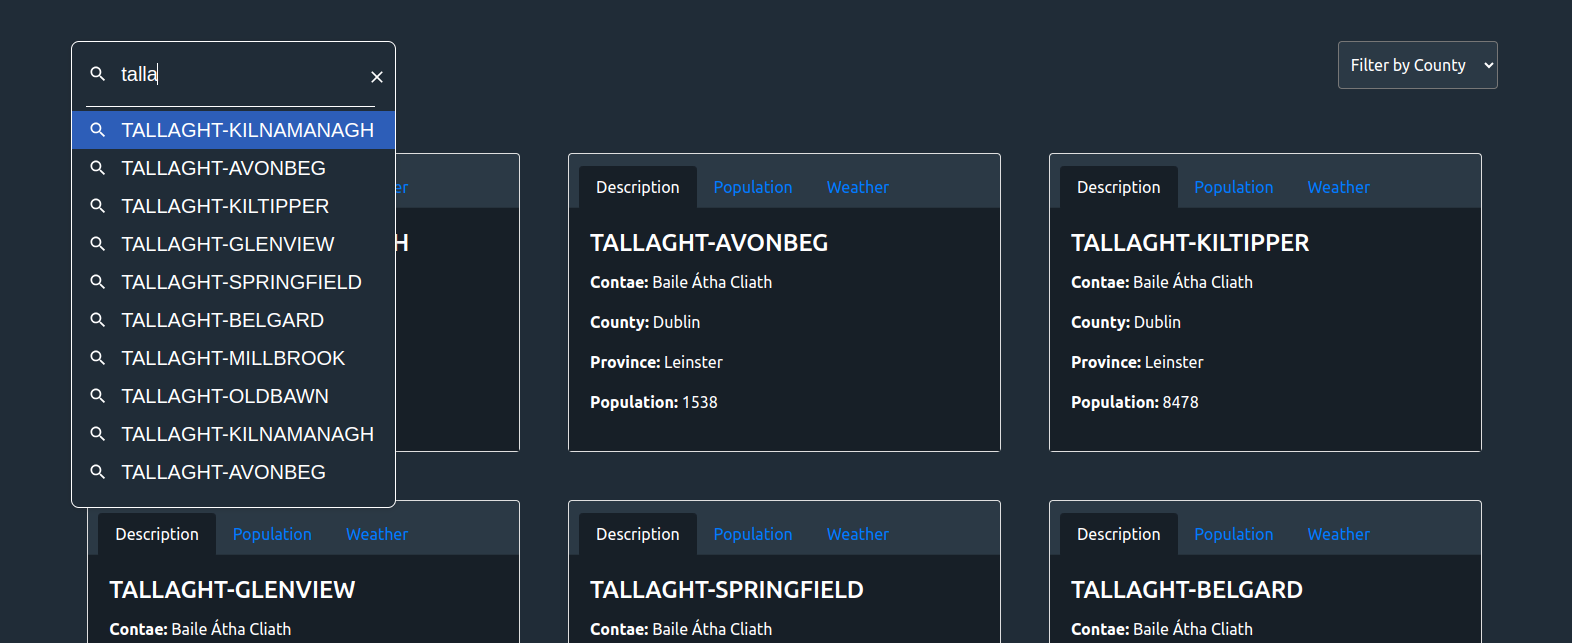 talla
Filter by County
TALLAGHT-KILNAMANAGH
TALLAGHT-AVONBEG
TALLAGHT-KILTIPPER
TALLAGHT-GLENVIEW
TALLAGHT-SPRINGFIELD
TALLAGHT-BELGARD
TALLAGHT-MILLBROOK
TALLAGHT-OLDBAWN
TALLAGHT-KILNAMANAGH
TALLAGHT-AVONBEG
er
H
Description Population Weather
TALLAGHT-AVONBEG
Contae: Baile Átha Cliath
County: Dublin
Province: Leinster
Population: 1538
Description Population Weather
TALLAGHT-KILTIPPER
Contae: Baile Átha Cliath
County: Dublin
Province: Leinster
Population: 8478
Description Population Weather
TALLAGHT-GLENVIEW
Contae: Baile Átha Cliath
Description Population Weather
TALLAGHT-SPRINGFIELD
Contae: Baile Átha Cliath
Description Population Weather
TALLAGHT-BELGARD
Contae: Baile Átha Cliath